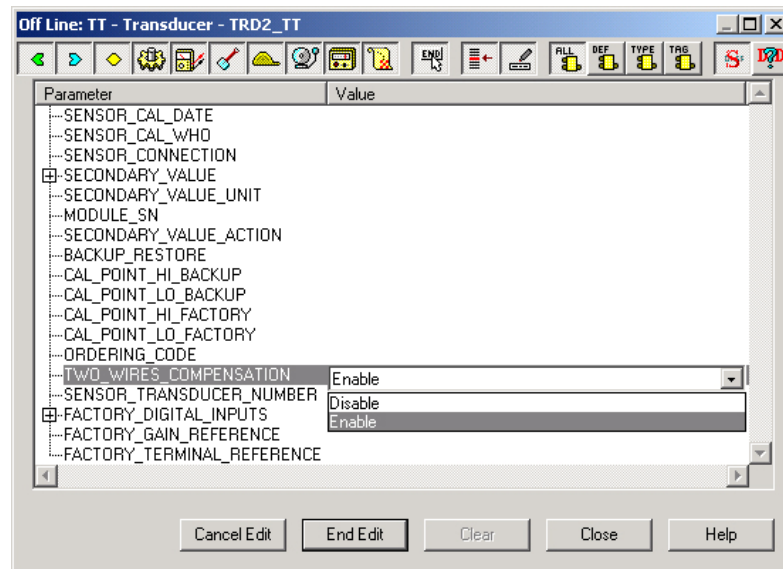 Off Line: TT - Transducer - TRD2_TT
END ALL DEF TYPE TAG S
Parameter Value
SENSOR_CAL_DATE
SENSOR_CAL_WHO
SENSOR_CONNECTION
SECONDARY_VALUE
SECONDARY_VALUE_UNIT
MODULE_SN
SECONDARY_VALUE_ACTION
BACKUP_RESTORE
CAL_POINT_HI_BACKUP
CAL_POINT_LO_BACKUP
CAL_POINT_HI_FACTORY
CAL_POINT_LO_FACTORY
ORDERING_CODE
TWO_WIRES_COMPENSATION Enable
SENSOR_TRANSDUCER_NUMBER Disable
FACTORY_DIGITAL_INPUTS Enable
FACTORY_GAIN_REFERENCE
FACTORY_TERMINAL_REFERENCE
Cancel Edit End Edit Clear Close Help